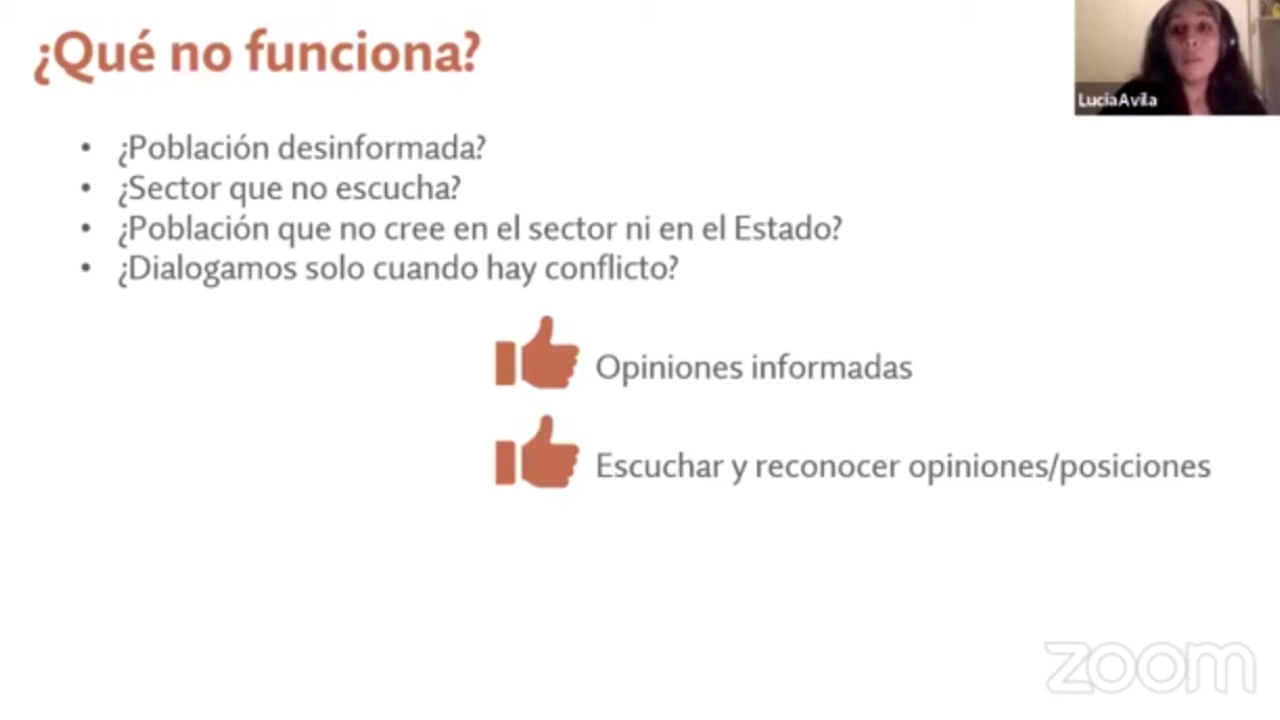 ¿Qué no funciona?
LuciaAvila
• ¿Población desinformada?
• ¿Sector que no escucha?
• ¿Población que no cree en el sector ni en el Estado?
• ¿Dialogamos solo cuando hay conflicto?
Opiniones informadas
Escuchar y reconocer opiniones/posiciones
zoom